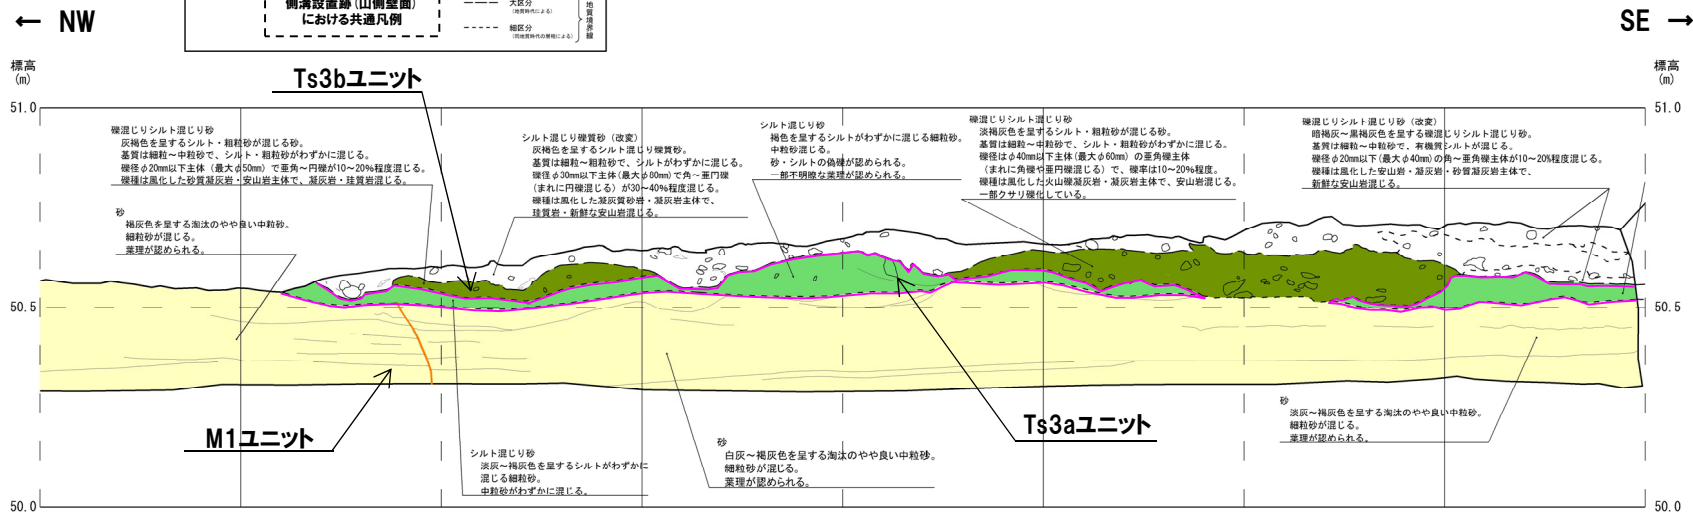 側溝設置跡(山側壁面)
における共通凡例
大区分
(地質時代による)
細区分
(同地質時代の層相による)
地質境界線
← NW
SE →
標高
(m)
標高
(m)
51.0
51.0
50.5
50.5
50.0
50.0
Ts3bユニット
礫混じりシルト混じり砂
灰褐色を呈するシルト・粗粒砂が混じる砂。
基質は細粒~中粒砂で、シルト・粗粒砂がわずかに混じる。
礫径φ20mm以下主体(最大φ50mm)で亜角~円礫が10~20%程度混じる。
礫種は風化した砂質凝灰岩・安山岩主体で、凝灰岩・珪質岩混じる。
砂
褐灰色を呈する淘汰のやや良い中粒砂。
細粒砂が混じる。
葉理が認められる。
シルト混じり礫質砂(改変)
灰褐色を呈するシルト混じり礫質砂。
基質は細粒~粗粒砂で、シルトがわずかに混じる。
礫径φ30mm以下主体(最大φ80mm)で角~亜円礫
(まれに円礫混じる)が30~40%程度混じる。
礫種は風化した凝灰質砂岩・凝灰岩主体で、
珪質岩・新鮮な安山岩混じる。
シルト混じり砂
褐色を呈するシルトがわずかに混じる細粒砂。
中粒砂混じる。
砂・シルトの偽礫が認められる。
一部不明瞭な葉理が認められる。
礫混じりシルト混じり砂
淡褐灰色を呈するシルト・粗粒砂が混じる砂。
基質は細粒~中粒砂で、シルト・粗粒砂がわずかに混じる。
礫径はφ40mm以下主体(最大φ60mm)の亜角礫主体
(まれに角礫や亜円礫混じる)で、礫率は10~20%程度。
礫種は風化した火山礫凝灰岩・凝灰岩主体で、安山岩混じる。
一部クサリ礫化している。
礫混じりシルト混じり砂(改変)
暗褐灰~黒褐灰色を呈する礫混じりシルト混じり砂。
基質は細粒~中粒砂で、有機質シルトが混じる。
礫径φ20mm以下(最大φ40mm)の角~亜角礫主体が10~20%程度混じる。
礫種は風化した安山岩・凝灰岩・砂質凝灰岩主体で、
新鮮な安山岩混じる。
M1ユニット
シルト混じり砂
淡灰~褐灰色を呈するシルトがわずかに
混じる細粒砂。
中粒砂がわずかに混じる。
砂
白灰~褐灰色を呈する淘汰のやや良い中粒砂。
細粒砂が混じる。
葉理が認められる。
Ts3aユニット
砂
淡灰~褐灰色を呈する淘汰のやや良い中粒砂。
細粒砂が混じる。
葉理が認められる。